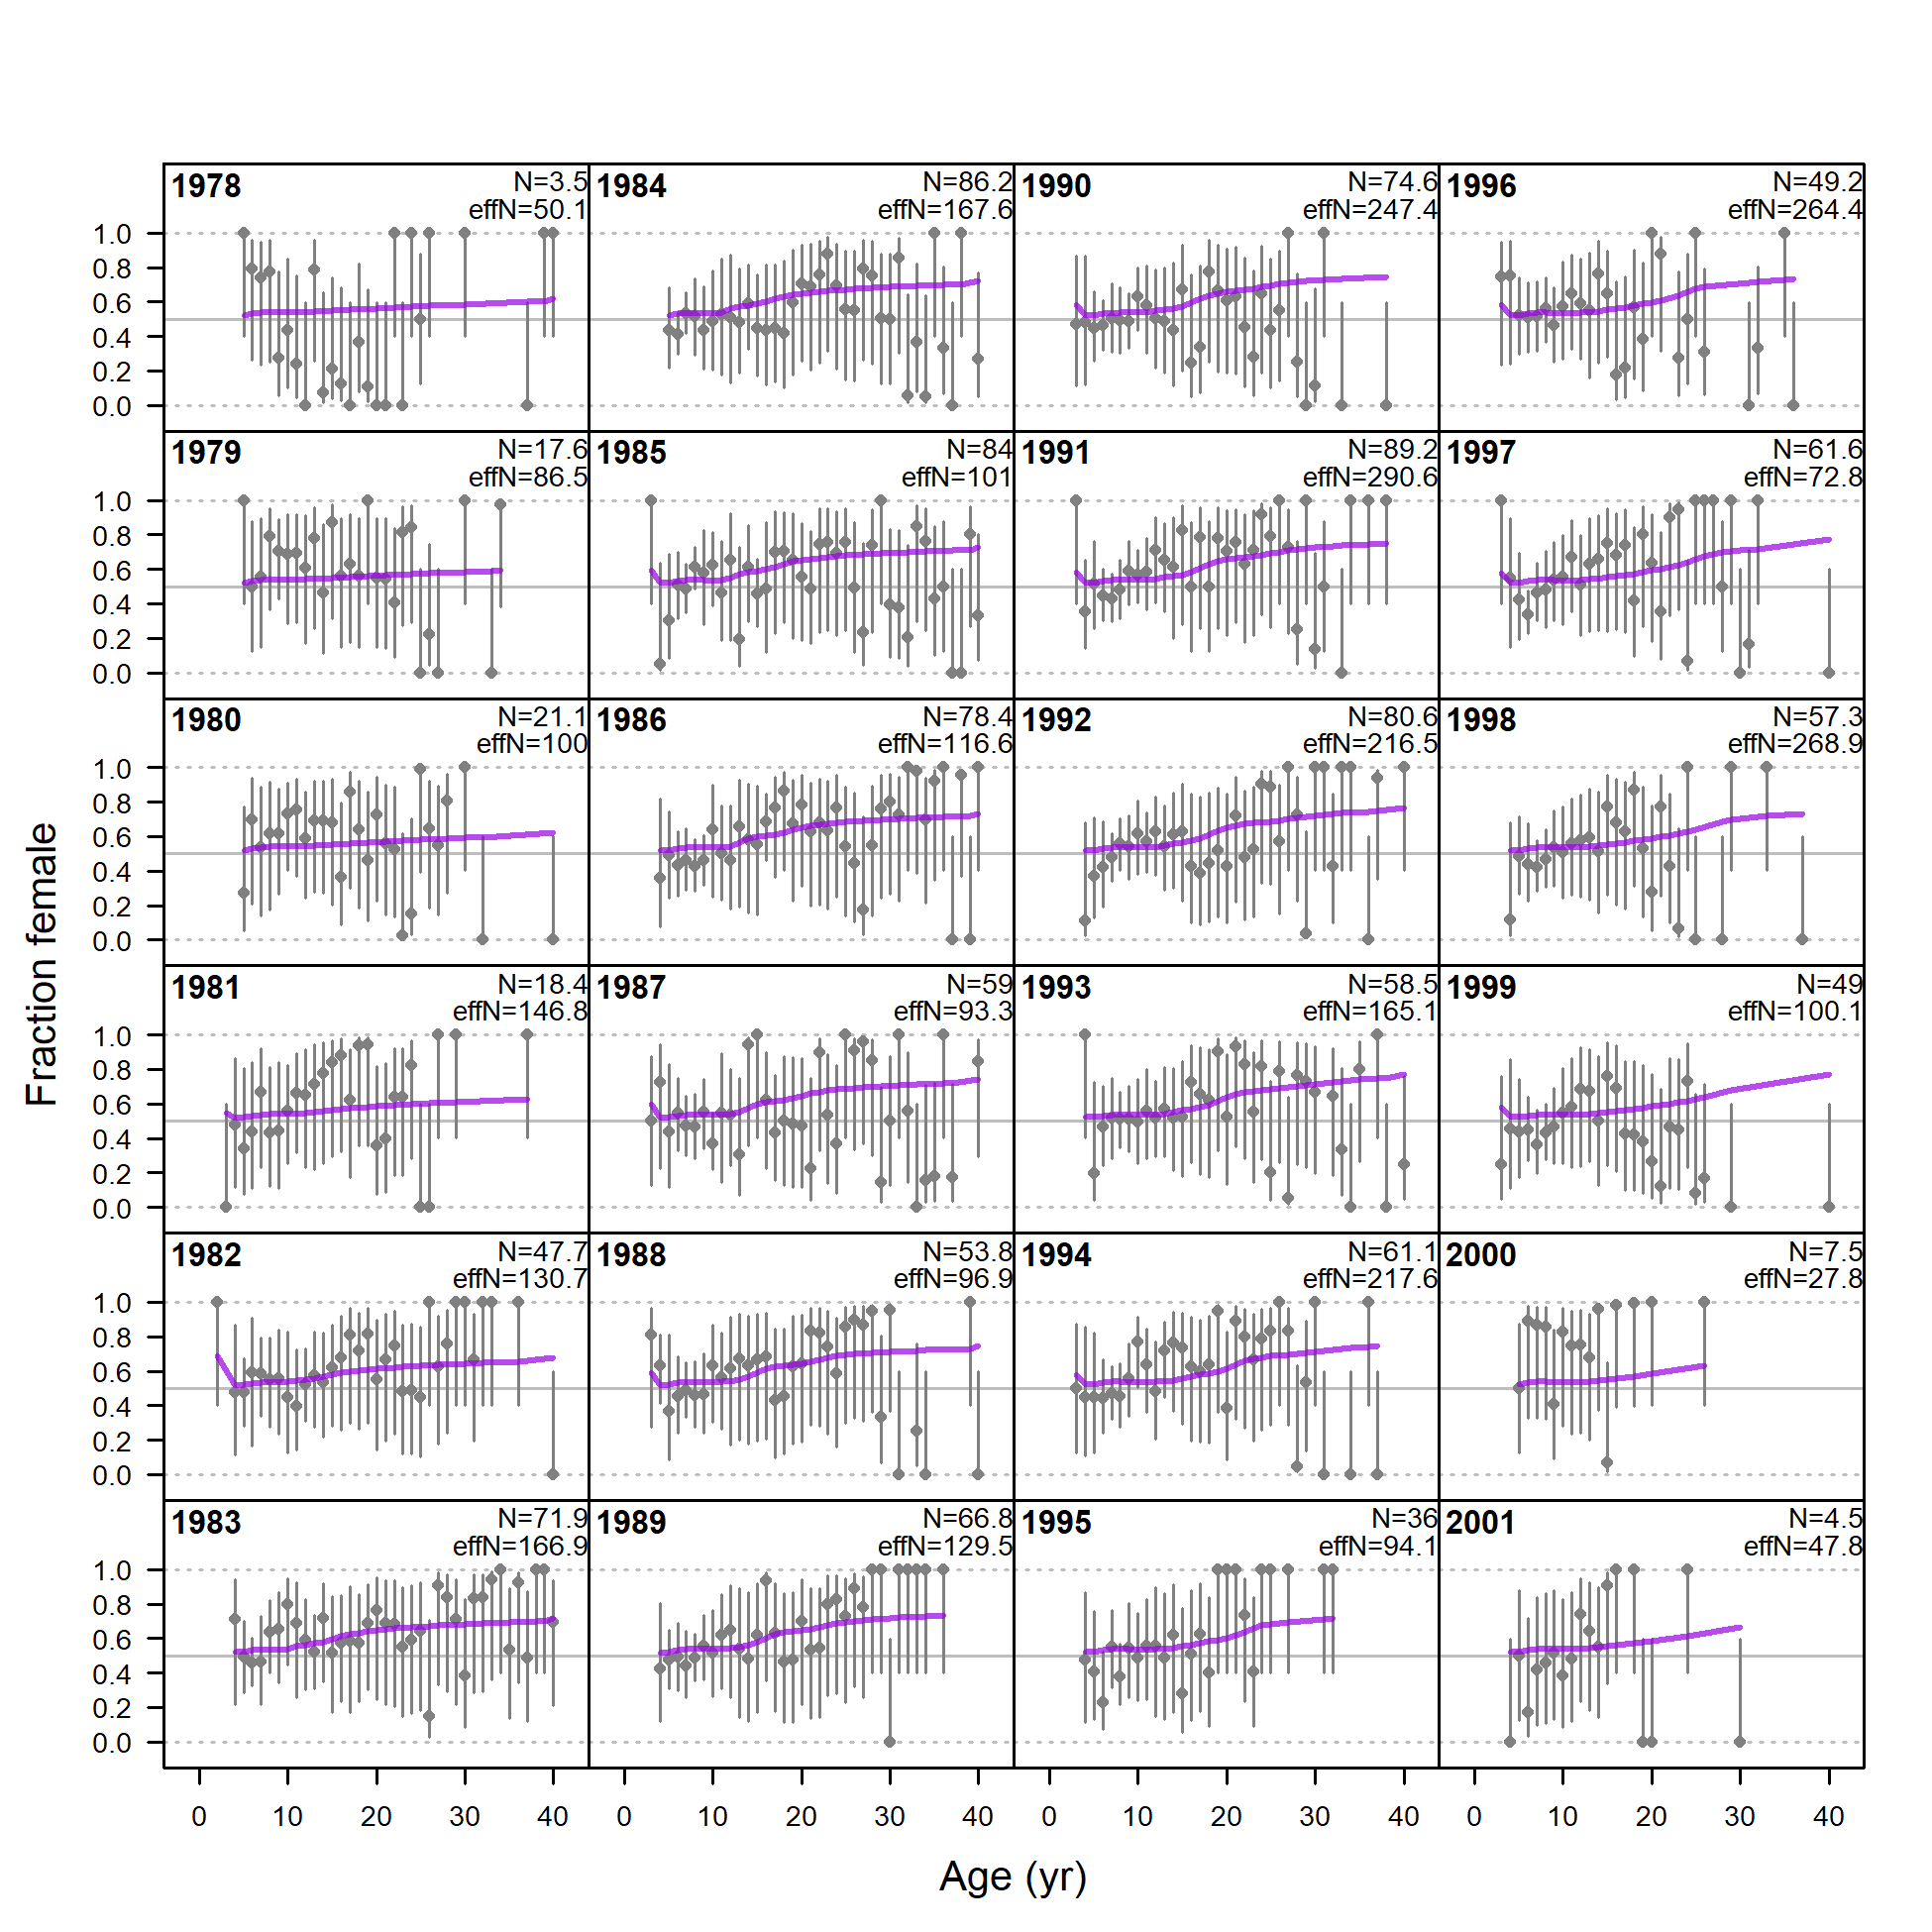 1978 N=3.5 1984 N=86.2 1990 N=74.6 1996 N=49.2
effN=50.1 effN=167.6 effN=247.4 effN=264.4
1.0
0.8
0.6
0.4
0.2
0.0
1979 N=17.6 1985 N=84 1991 N=89.2 1997 N=61.6
effN=86.5 effN=101 effN=290.6 effN=72.8
1.0
0.8
0.6
0.4
0.2
0.0
1980 N=21.1 1986 N=78.4 1992 N=80.6 1998 N=57.3
effN=100 effN=116.6 effN=216.5 effN=268.9
1.0
0.8
0.6
0.4
0.2
0.0
Fraction female
1981 N=18.4 1987 N=59 1993 N=58.5 1999 N=49
effN=146.8 effN=93.3 effN=165.1 effN=100.1
1.0
0.8
0.6
0.4
0.2
0.0
1982 N=47.7 1988 N=53.8 1994 N=61.1 2000 N=7.5
effN=130.7 effN=96.9 effN=217.6 effN=27.8
1.0
0.8
0.6
0.4
0.2
0.0
1983 N=71.9 1989 N=66.8 1995 N=36 2001 N=4.5
effN=166.9 effN=129.5 effN=94.1 effN=47.8
1.0
0.8
0.6
0.4
0.2
0.0
0 10 20 30 40 0 10 20 30 40 0 10 20 30 40 0 10 20 30 40
Age (yr)